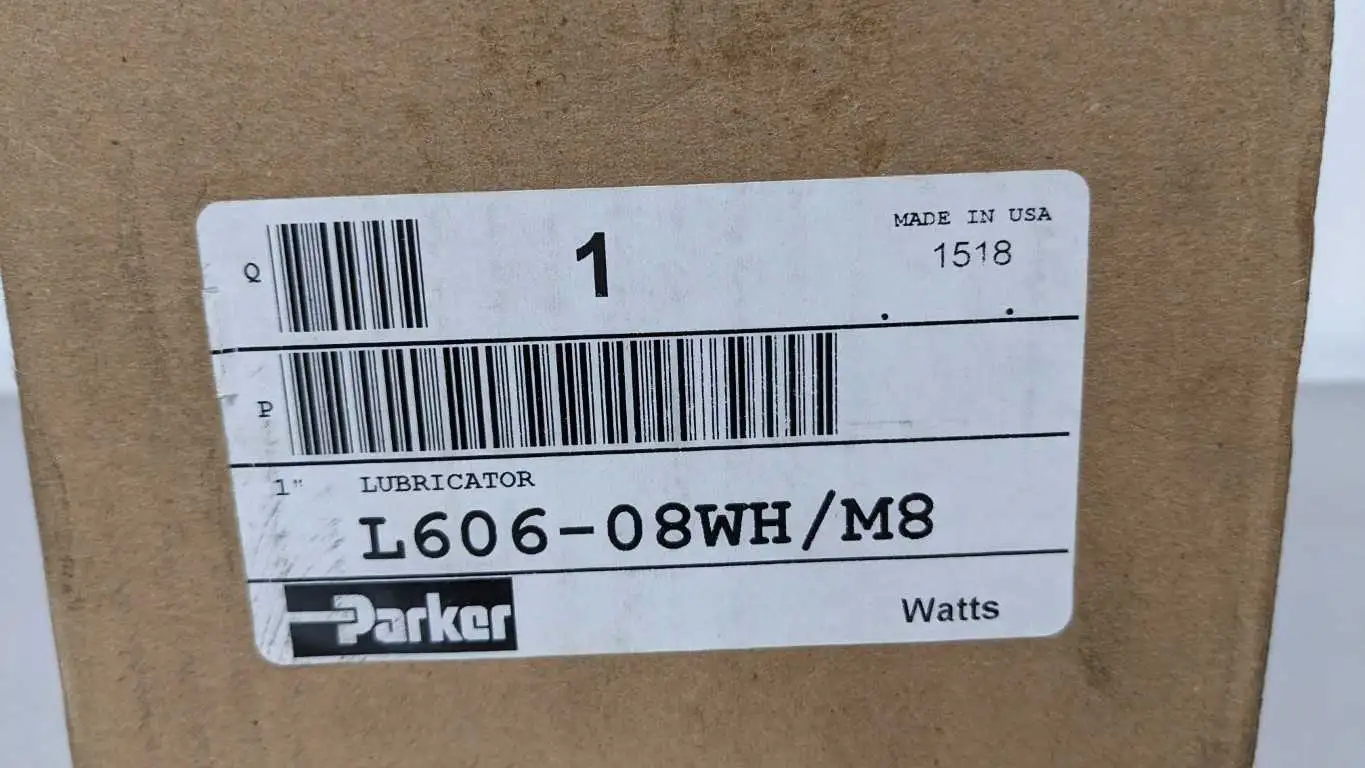 Q
1
MADE IN USA
1518
P
1" LUBRICATOR
L606-08WH/M8
Parker
Watts